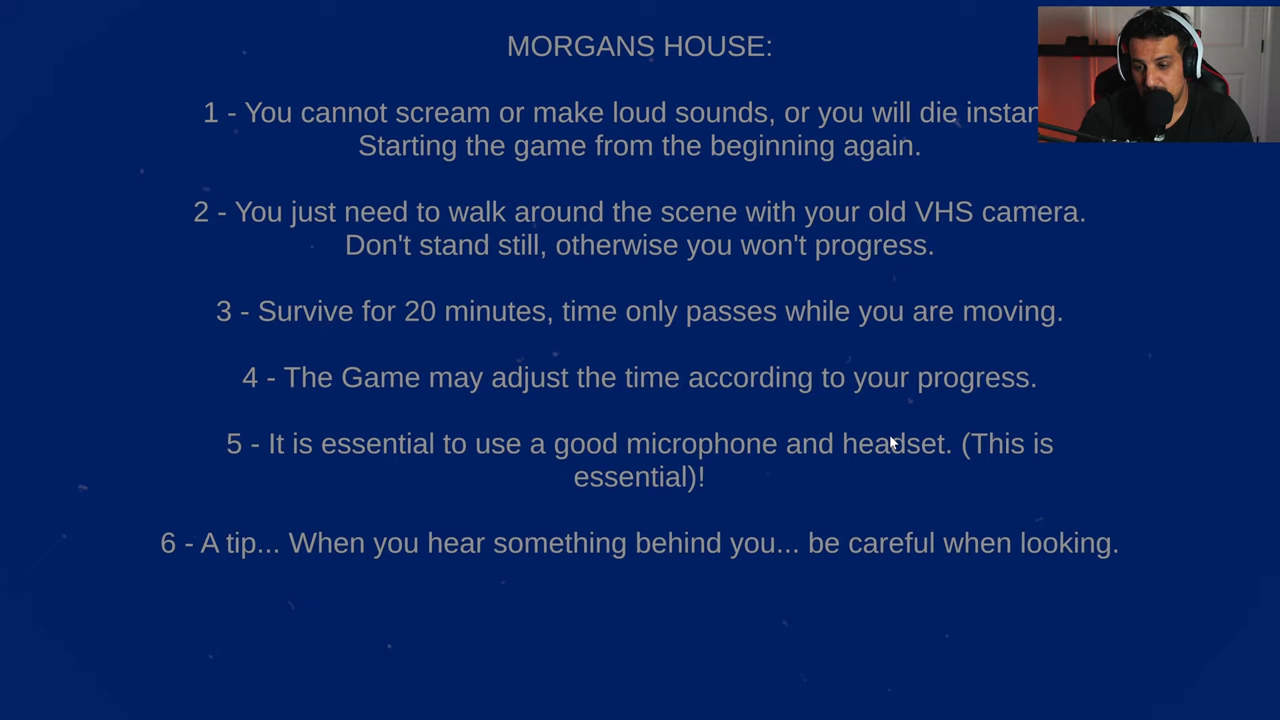 MORGANS HOUSE:
1 - You cannot scream or make loud sounds, or you will die
Starting the game from the beginning again.
2 - You just need to walk around the scene with your old VHS camera.
Don't stand still, otherwise you won't progress.
3 - Survive for 20 minutes, time only passes while you are moving.
4 - The Game may adjust the time according to your progress.
5 - It is essential to use a good microphone and headset. (This is
essential)!
6 - A tip... When you hear something behind you... be careful when looking.